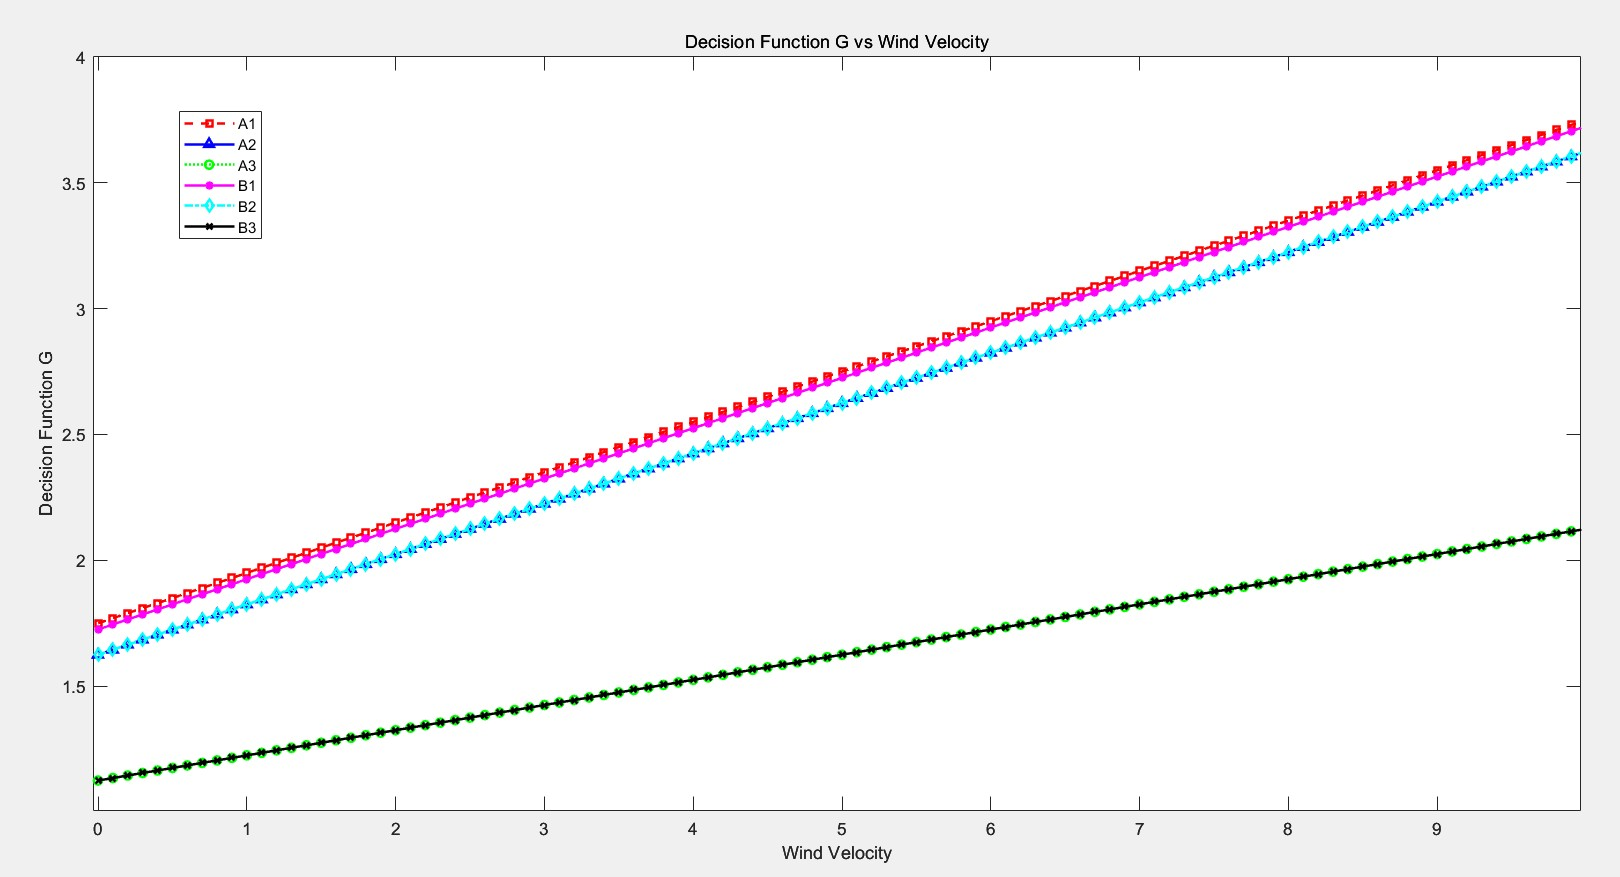 Decision Function G vs Wind Velocity
4
3.5
3
2.5
2
1.5
Decision Function G
A1
A2
A3
B1
B2
B3
0 1 2 3 4 5 6 7 8 9
Wind Velocity